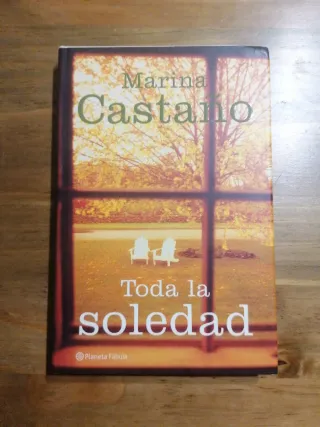 Marina
Castaño
Toda la
soledad
Planeta Fábula